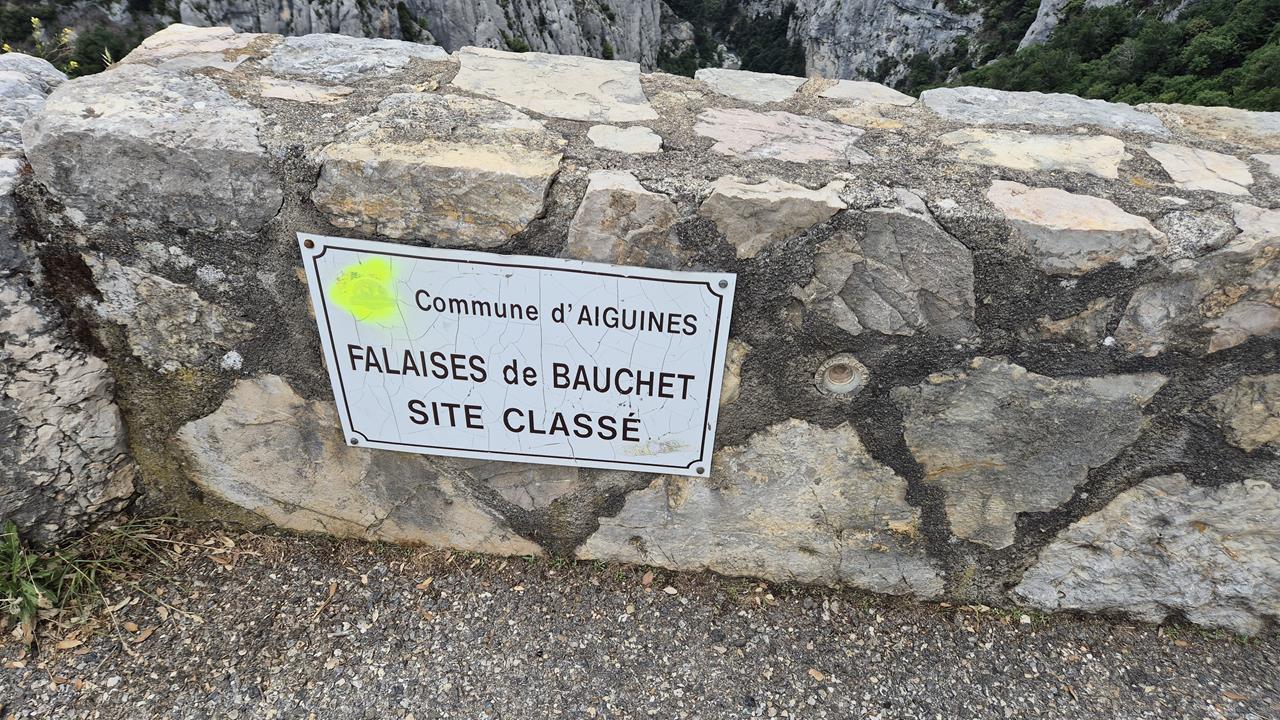 Commune d'AIGUINES
FALAISES de BAUCHET
SITE CLASSÉ